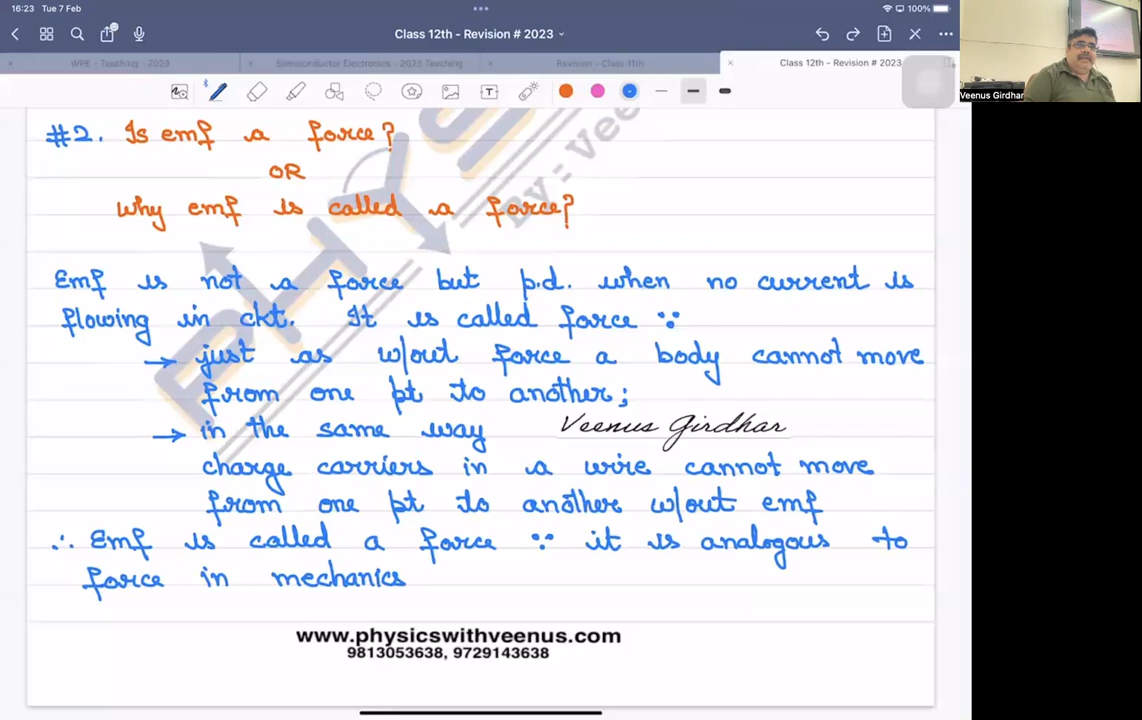 16:23 Tue 7 Feb
100%
Class 12th - Revision # 2023
WPE - Teaching - 2023
Semiconductor Electronics - 2023 Teaching
Revision - Class 11th
Class 12th - Revision # 2023
Veenus Girdhar
#2. Is emf a force?
OR
Why emf is called a force?
Emf is not a force but p.d. when no current is
flowing in ckt. It is called force ∵
→ just as w/out force a body cannot move
from one pt to another;
→ in the same way
Veenus Girdhar
charge carriers in a wire cannot move
from one pt to another w/out emf
∴ Emf is called a force ∵ it is analogous to
force in mechanics
PHYS
By: Vee
www.physicswithveenus.com
9813053638, 9729143638